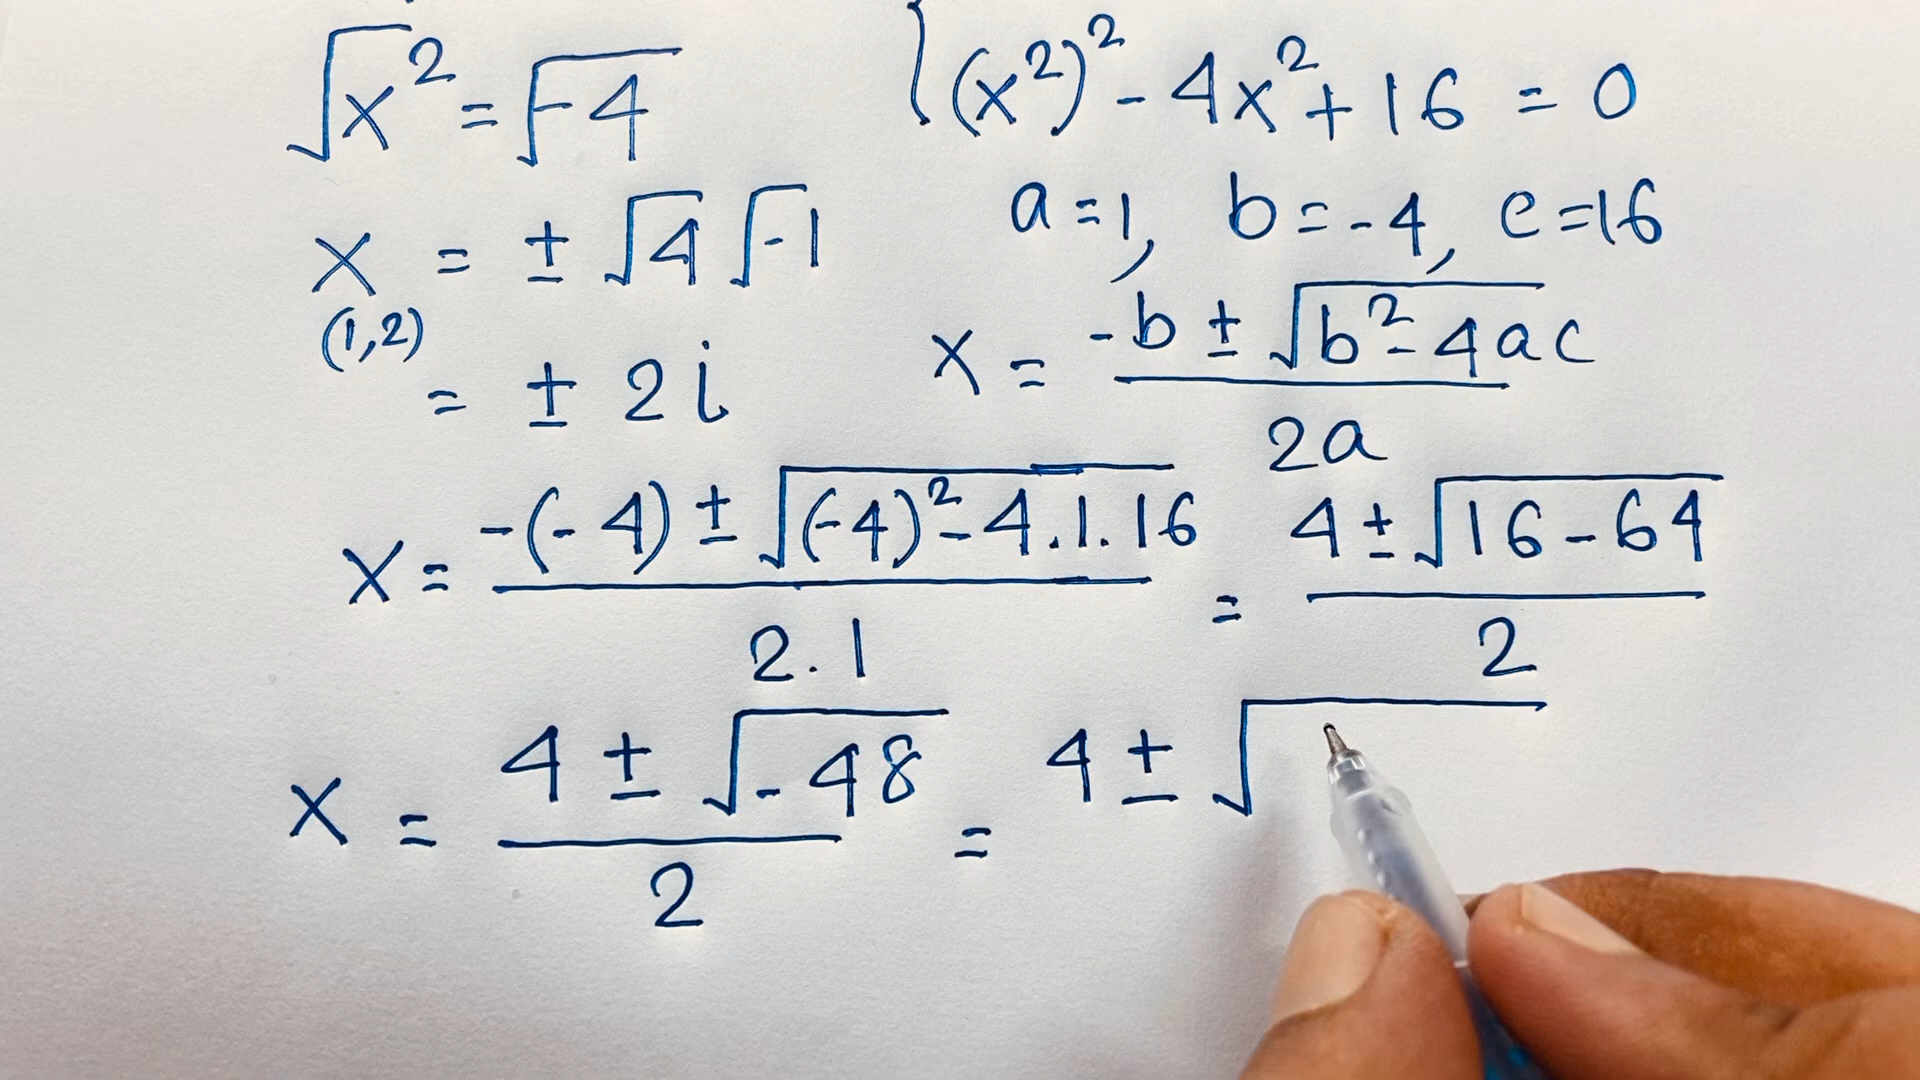 √x² = √-4
x = ± √4 √-1
(1,2)
= ± 2i
{(x²)² - 4x² + 16 = 0
a = 1, b = -4, c = 16
x = -b ± √b² - 4ac / 2a
x = -(-4) ± √(-4)² - 4.1.16 / 2.1 = 4 ± √16 - 64 / 2
x = 4 ± √-48 / 2 = 4 ± √